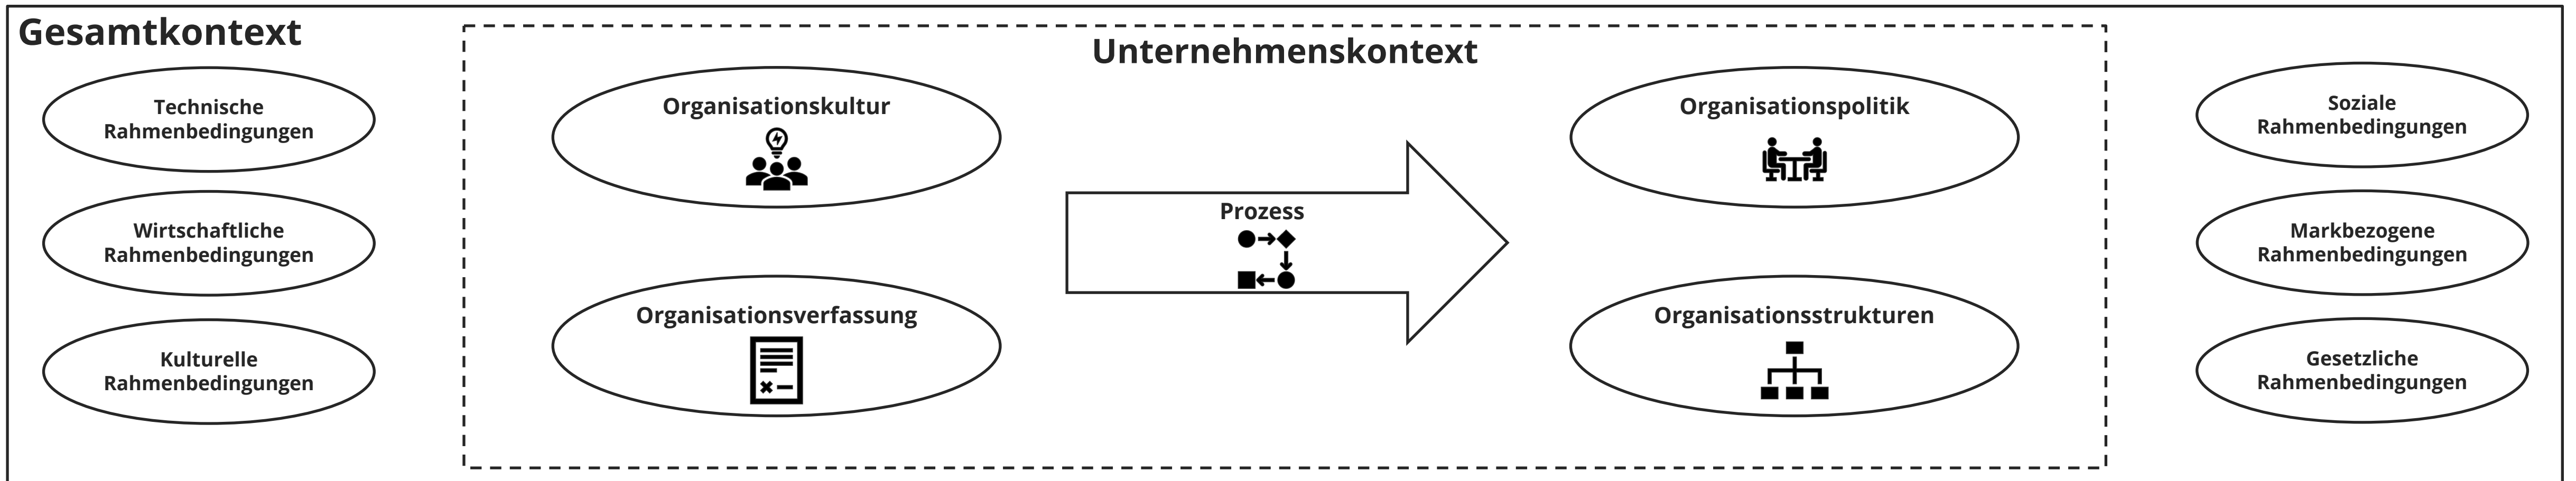 Gesamtkontext
Technische
Rahmenbedingungen
Wirtschaftliche
Rahmenbedingungen
Kulturelle
Rahmenbedingungen
Unternehmenskontext
Organisationskultur
Organisationsverfassung
Prozess
Organisationspolitik
Organisationsstrukturen
Soziale
Rahmenbedingungen
Markbezogene
Rahmenbedingungen
Gesetzliche
Rahmenbedingungen